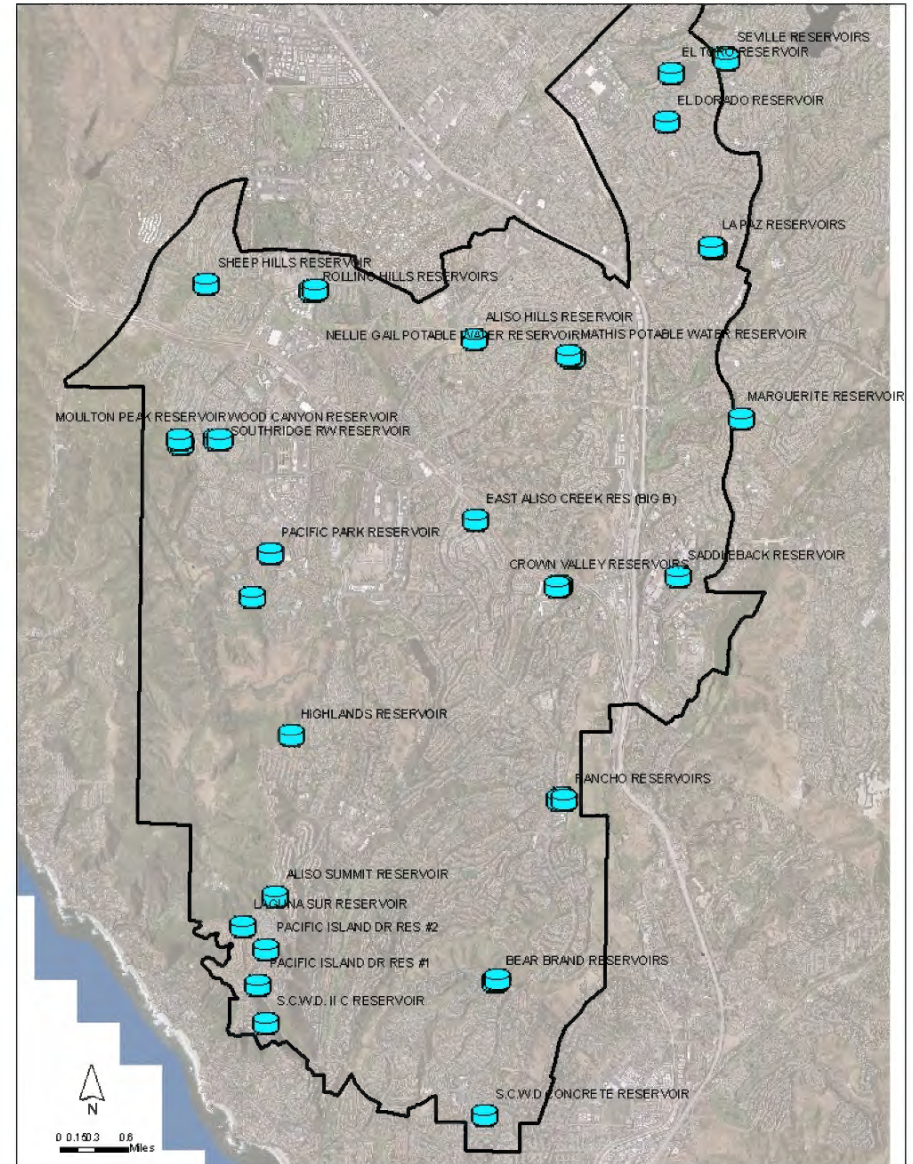 SEVILLE RESERVOIRS
EL TORO RESERVOIR
EL DORADO RESERVOIR
LA PAZ RESERVOIRS
SHEEP HILLS RESERVOIR
ROLLING HILLS RESERVOIRS
ALISO HILLS RESERVOIR
NELLIE GAIL POTABLE WATER RESERVOIR
MATHIS POTABLE WATER RESERVOIR
MARGUERITE RESERVOIR
MOULTON PEAK RESERVOIR
WOOD CANYON RESERVOIR
SOUTHRIDGE RW RESERVOIR
EAST ALISO CREEK RES (BIG B)
PACIFIC PARK RESERVOIR
SADDLEBACK RESERVOIR
CROWN VALLEY RESERVOIRS
HIGHLANDS RESERVOIR
RANCHO RESERVOIRS
ALISO SUMMIT RESERVOIR
LAGUNA SUR RESERVOIR
PACIFIC ISLAND DR RES #2
PACIFIC ISLAND DR RES #1
BEAR BRAND RESERVOIRS
S.C.W.D. II C RESERVOIR
S.C.W.D CONCRETE RESERVOIR
N
0 0.15 0.3 0.6
Miles